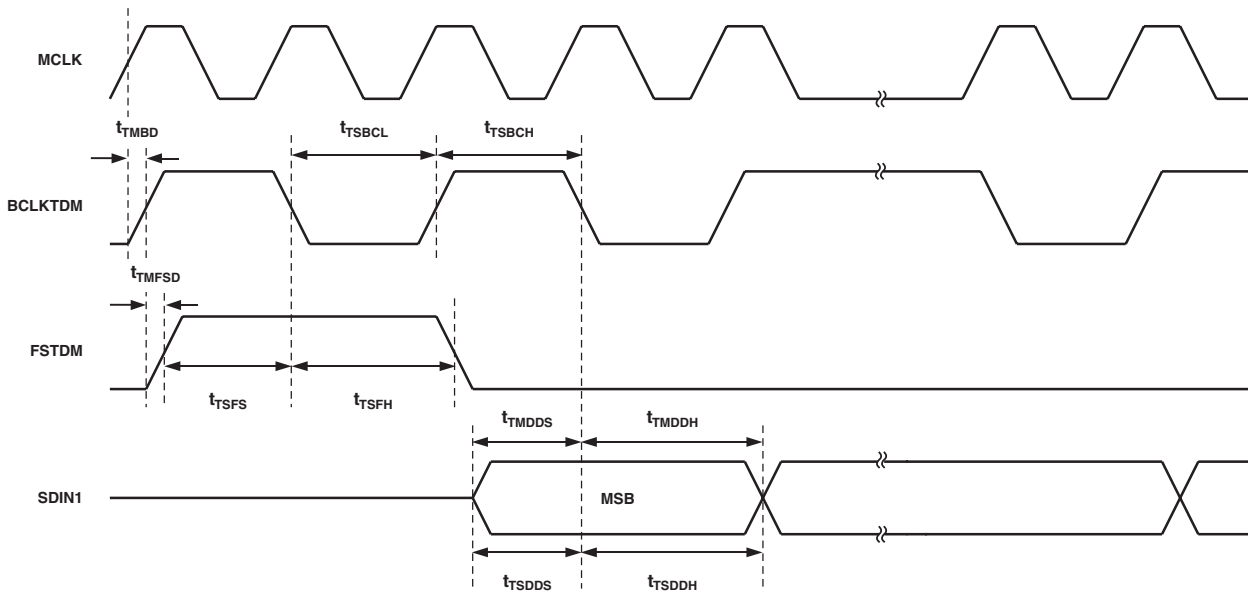 MCLK
tTMBD
tTSBCL
tTSBCH
BCLKTDM
tTMFSD
FSTDM
tTSFS
tTSFH
tTMDDS
tTMDDH
SDIN1
MSB
tTSDDS
tTSDDH